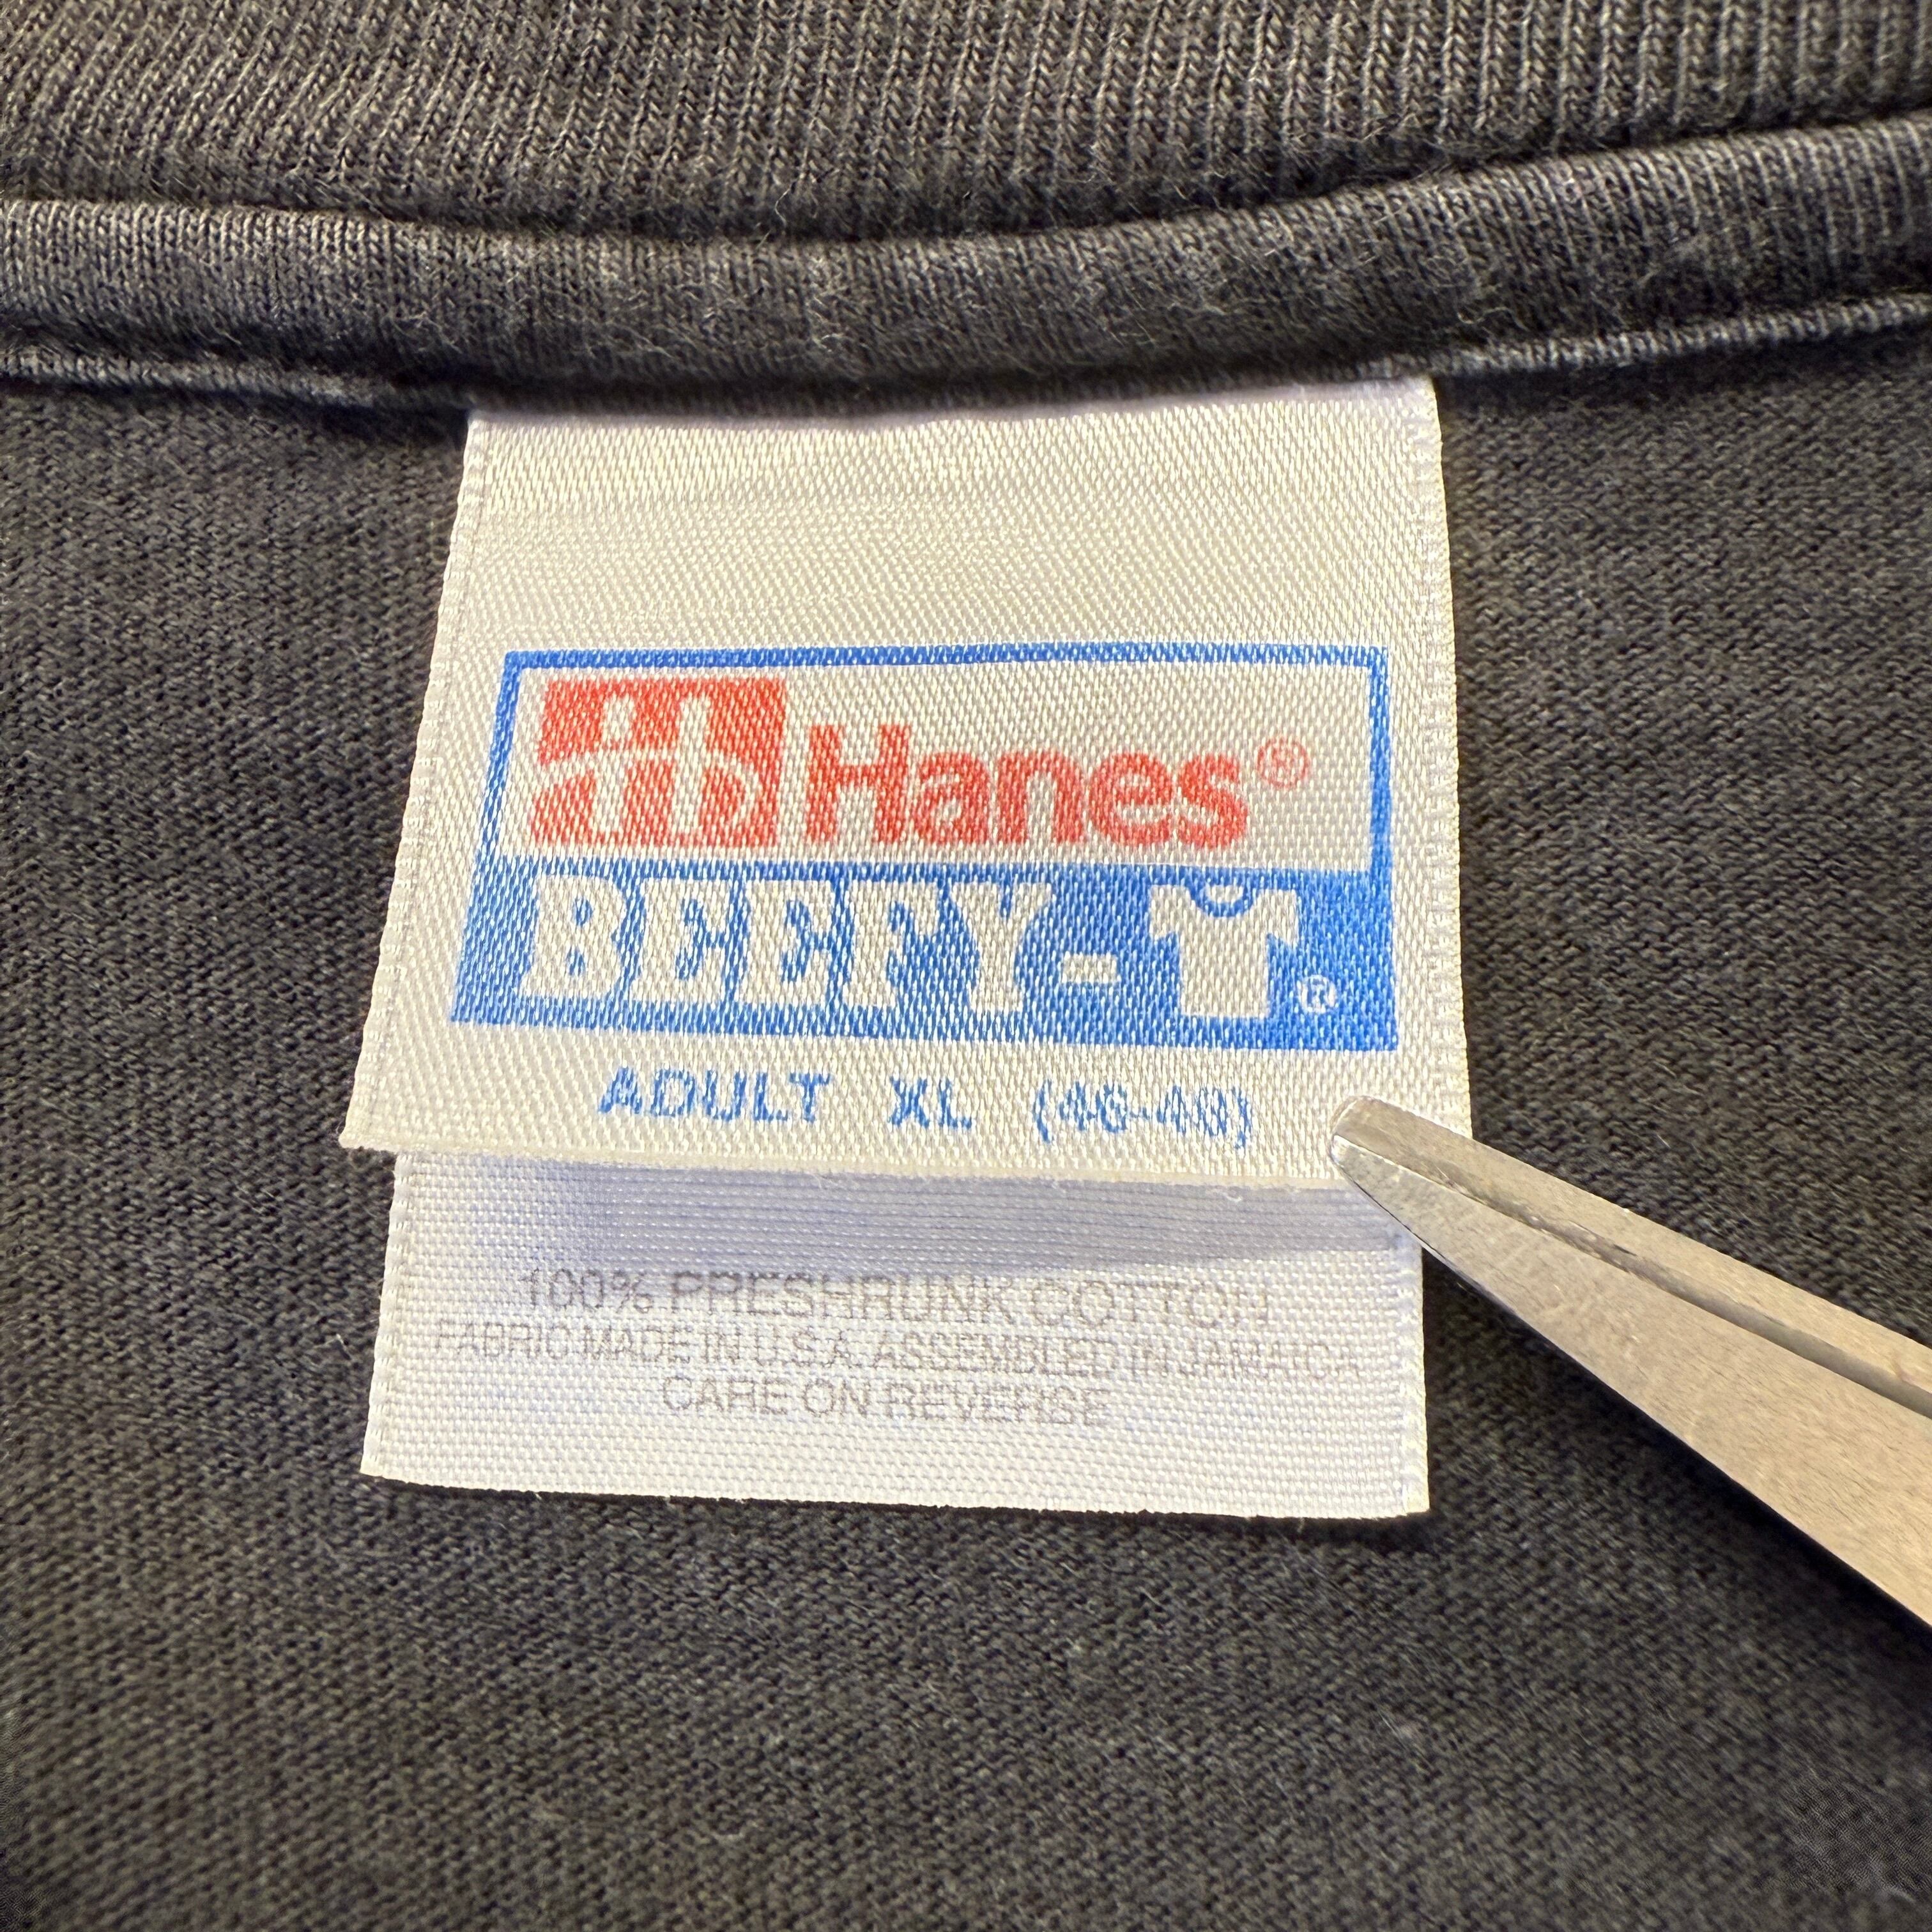 Hanes®
BEEFY-®
ADULT XL (46-48)
100% PRESHRUNK COTTON
FABRIC MADE IN U.S.A. ASSEMBLED IN JAMAICA
CARE ON REVERSE